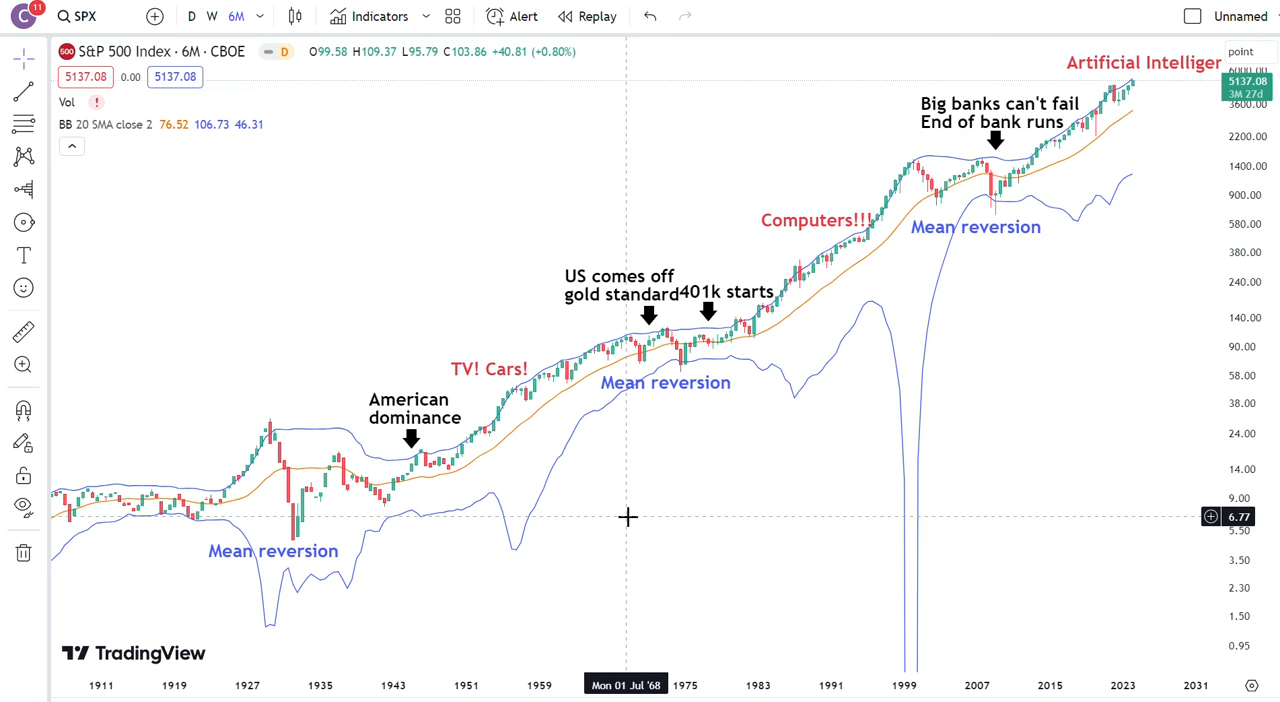 C
11
SPX
D W 6M
Indicators
Alert
Replay
Unnamed
500 S&P 500 Index · 6M · CBOE
D
O99.58 H109.37 L95.79 C103.86 +40.81 (+0.80%)
5137.08 0.00 5137.08
Vol !
BB 20 SMA close 2 76.52 106.73 46.31
point
6000.00
5137.08
3M 27d
3600.00
2200.00
1400.00
900.00
580.00
380.00
240.00
140.00
90.00
58.00
38.00
24.00
14.00
9.00
6.77
5.50
3.50
2.30
1.50
0.95
Artificial Intelliger
Big banks can't fail
End of bank runs
Computers!!!
Mean reversion
US comes off
gold standard
401k starts
TV! Cars!
Mean reversion
American
dominance
Mean reversion
TradingView
1911 1919 1927 1935 1943 1951 1959 Mon 01 Jul '68 1975 1983 1991 1999 2007 2015 2023 2031